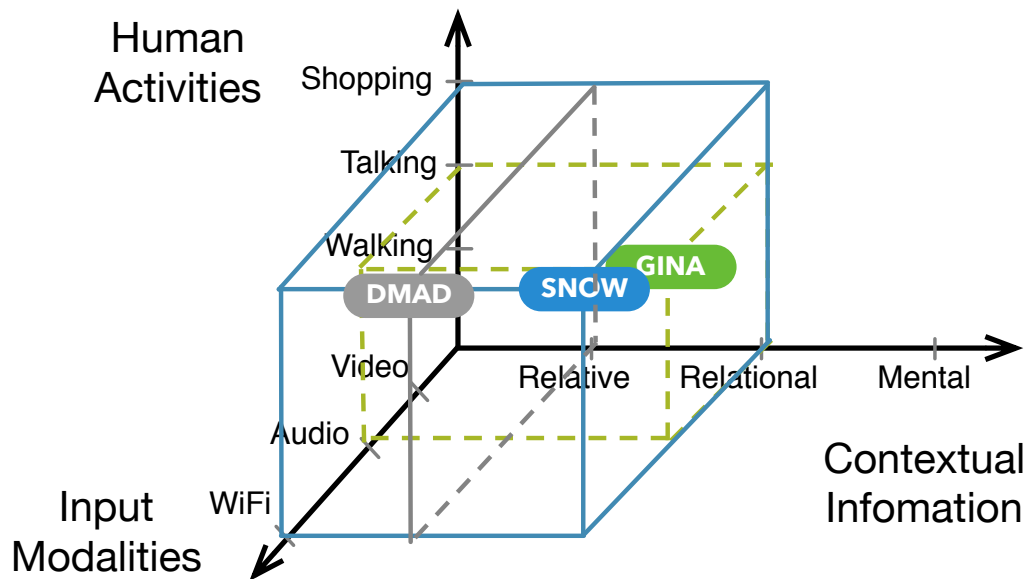 Human
Activities
Shopping
Talking
Walking
GINA
SNOW
DMAD
Video
Relative
Relational
Mental
Audio
WiFi
Input
Modalities
Contextual
Infomation